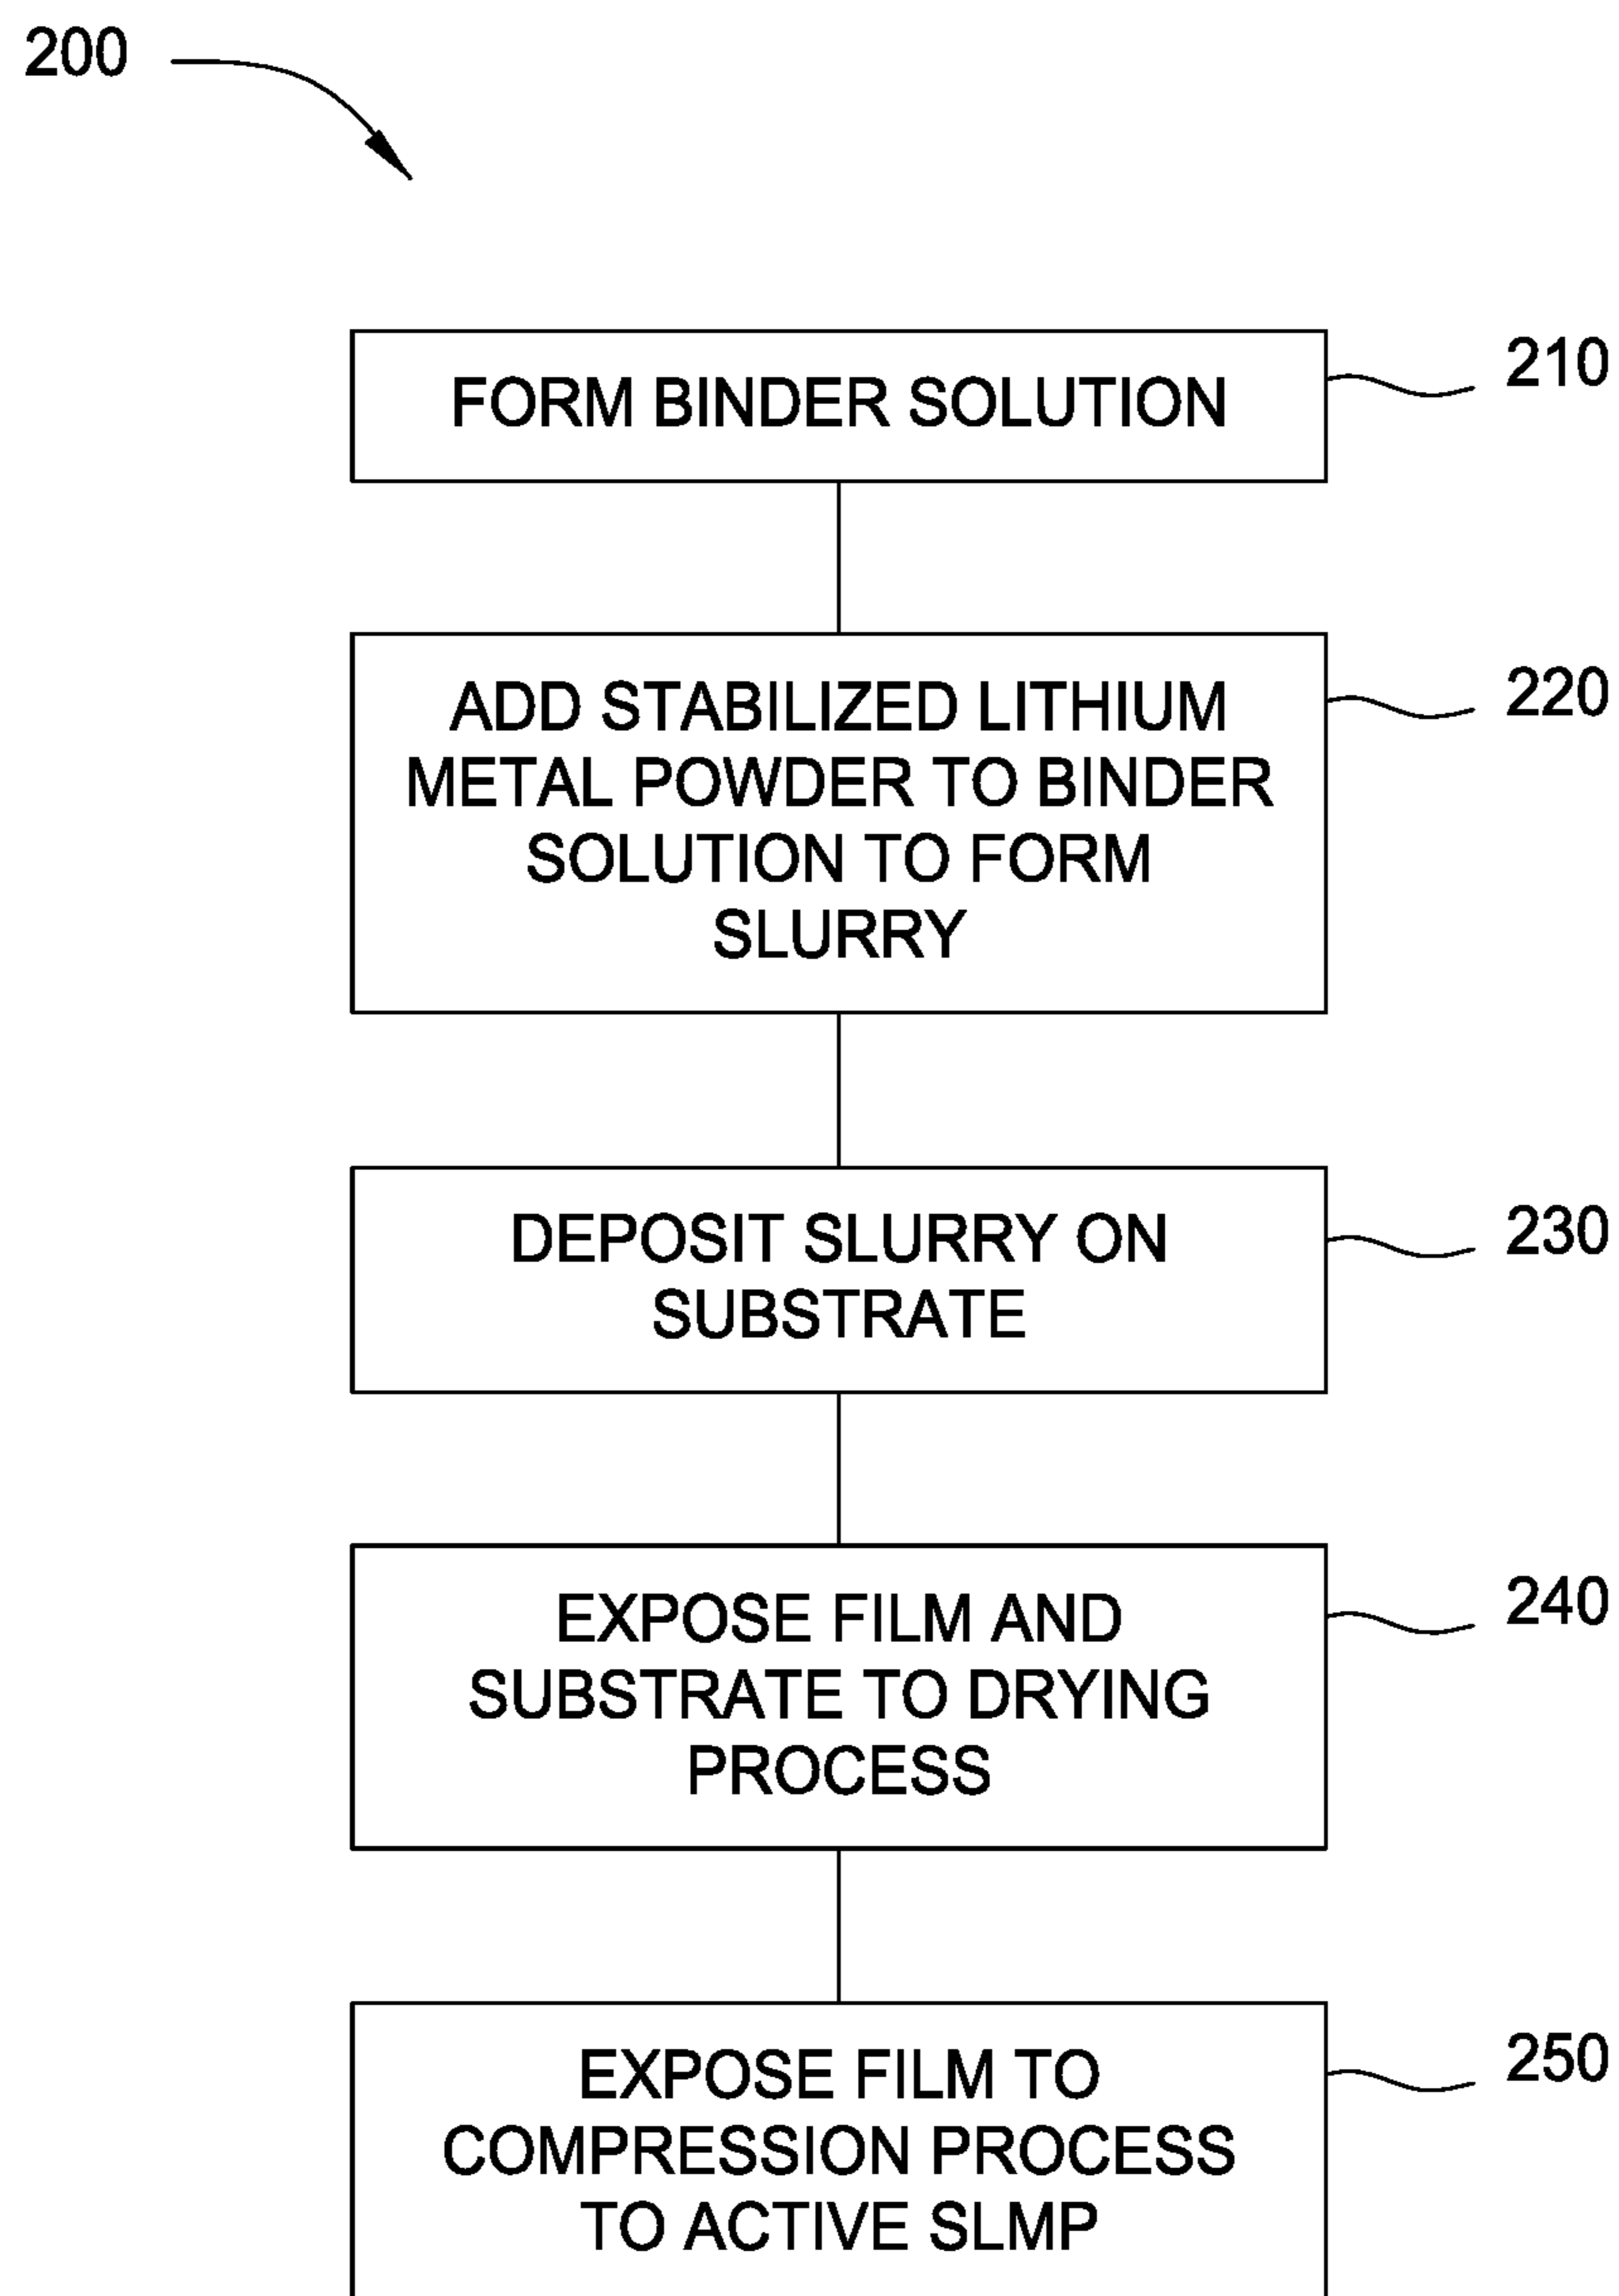 200
FORM BINDER SOLUTION
210
ADD STABILIZED LITHIUM
METAL POWDER TO BINDER
SOLUTION TO FORM
SLURRY
220
DEPOSIT SLURRY ON
SUBSTRATE
230
EXPOSE FILM AND
SUBSTRATE TO DRYING
PROCESS
240
EXPOSE FILM TO
COMPRESSION PROCESS
TO ACTIVE SLMP
250